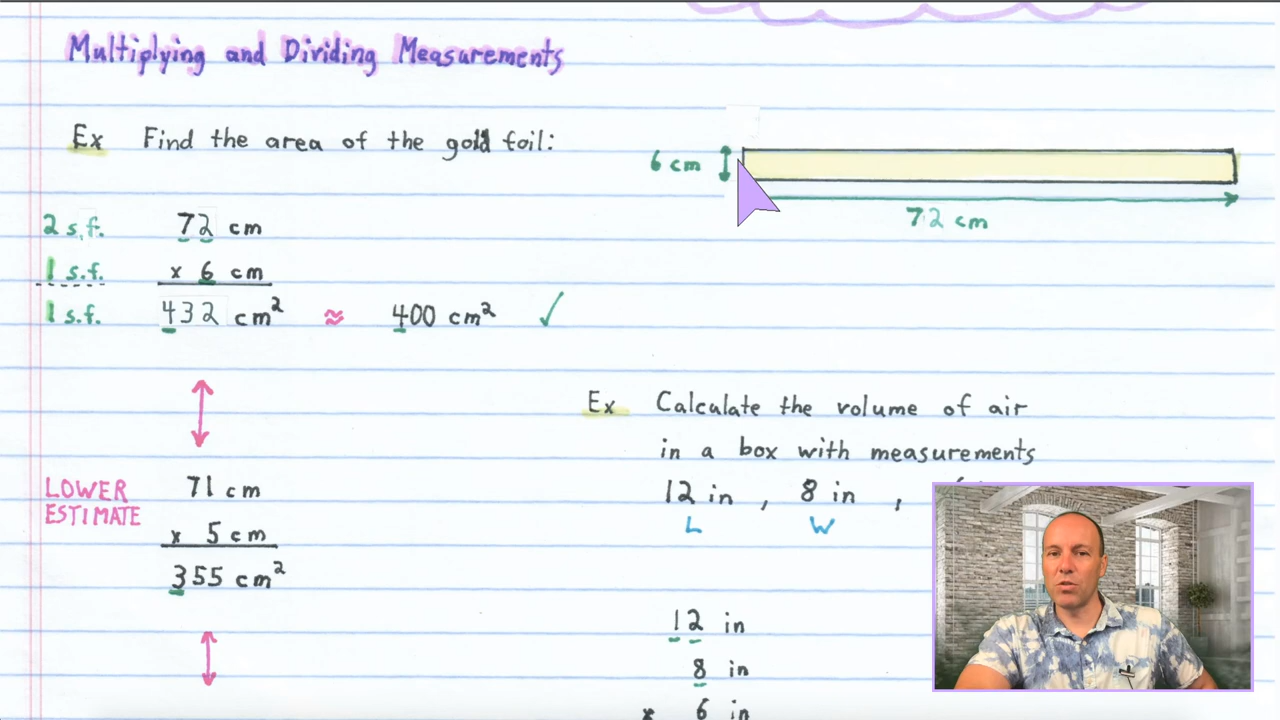 Multiplying and Dividing Measurements
Ex Find the area of the gold foil:
6 cm
72 cm
2 s.f. 72 cm
1 s.f. x 6 cm
1 s.f. 432 cm² ≈ 400 cm² ✓
LOWER
ESTIMATE
71 cm
x 5 cm
355 cm²
Ex Calculate the volume of air
in a box with measurements
12 in , 8 in ,
L W
12 in
8 in
x 6 in